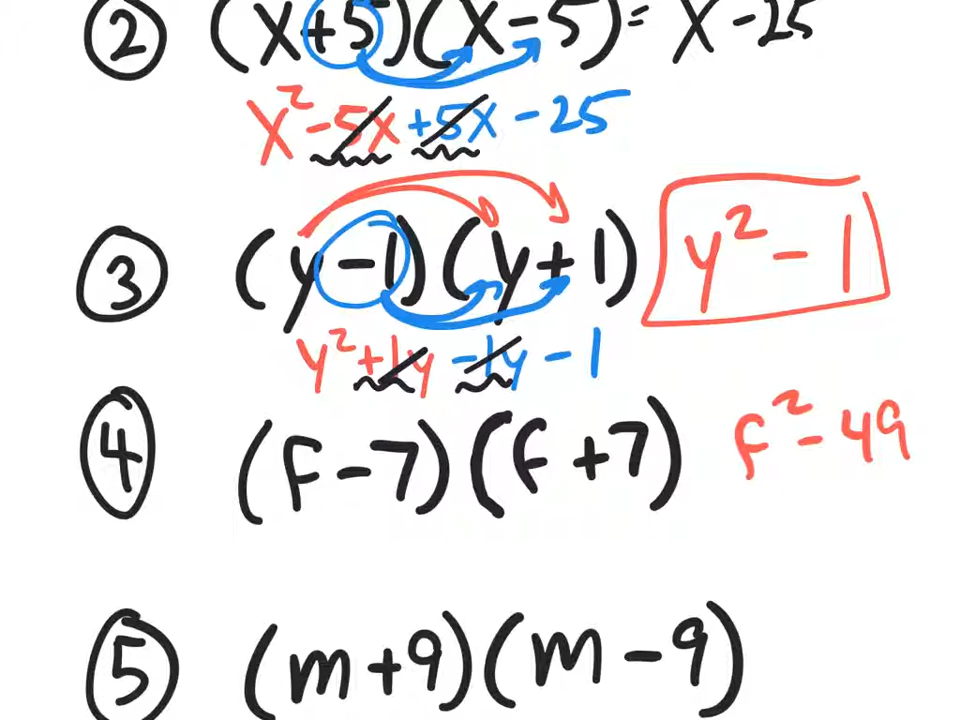 ② (x+5)(x-5) = x-25
x²-5x+5x-25
③ (y-1)(y+1) y²-1
y²+1y-1y-1
④ (f-7)(f+7) f²-49
⑤ (m+9)(m-9)